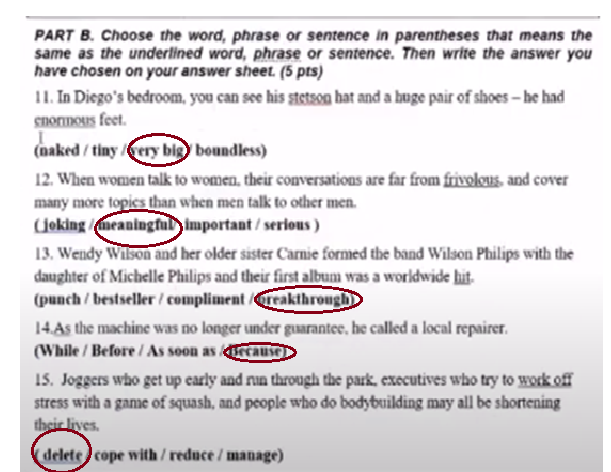 PART B. Choose the word, phrase or sentence in parentheses that means the
same as the underlined word, phrase or sentence. Then write the answer you
have chosen on your answer sheet. (5 pts)
11. In Diego's bedroom, you can see his stetson hat and a huge pair of shoes – he had
enormous feet.
(naked / tiny / very big / boundless)
12. When women talk to women, their conversations are far from frivolous, and cover
many more topics than when men talk to other men.
( joking / meaningful / important / serious )
13. Wendy Wilson and her older sister Carnie formed the band Wilson Philips with the
daughter of Michelle Philips and their first album was a worldwide hit.
(punch / bestseller / compliment / breakthrough)
14.As the machine was no longer under guarantee, he called a local repairer.
(While / Before / As soon as / Because)
15. Joggers who get up early and run through the park, executives who try to work off
stress with a game of squash, and people who do bodybuilding may all be shortening
their lives.
( delete / cope with / reduce / manage)